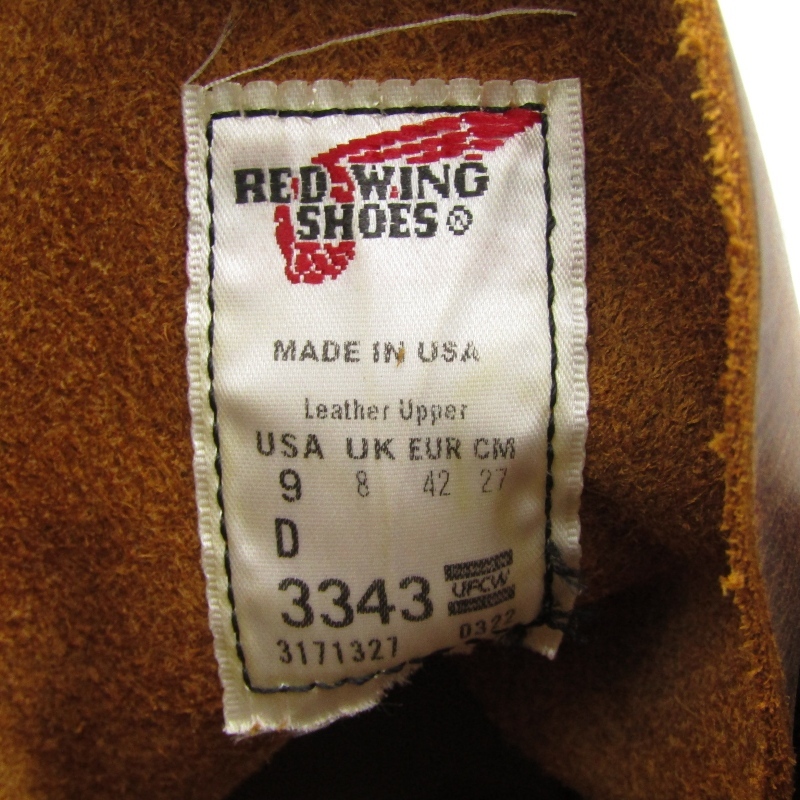 RED WING
SHOES ®
MADE IN USA
Leather Upper
USA UK EUR CM
9 8 42 27
D
3343 UFCW
3171327 0322